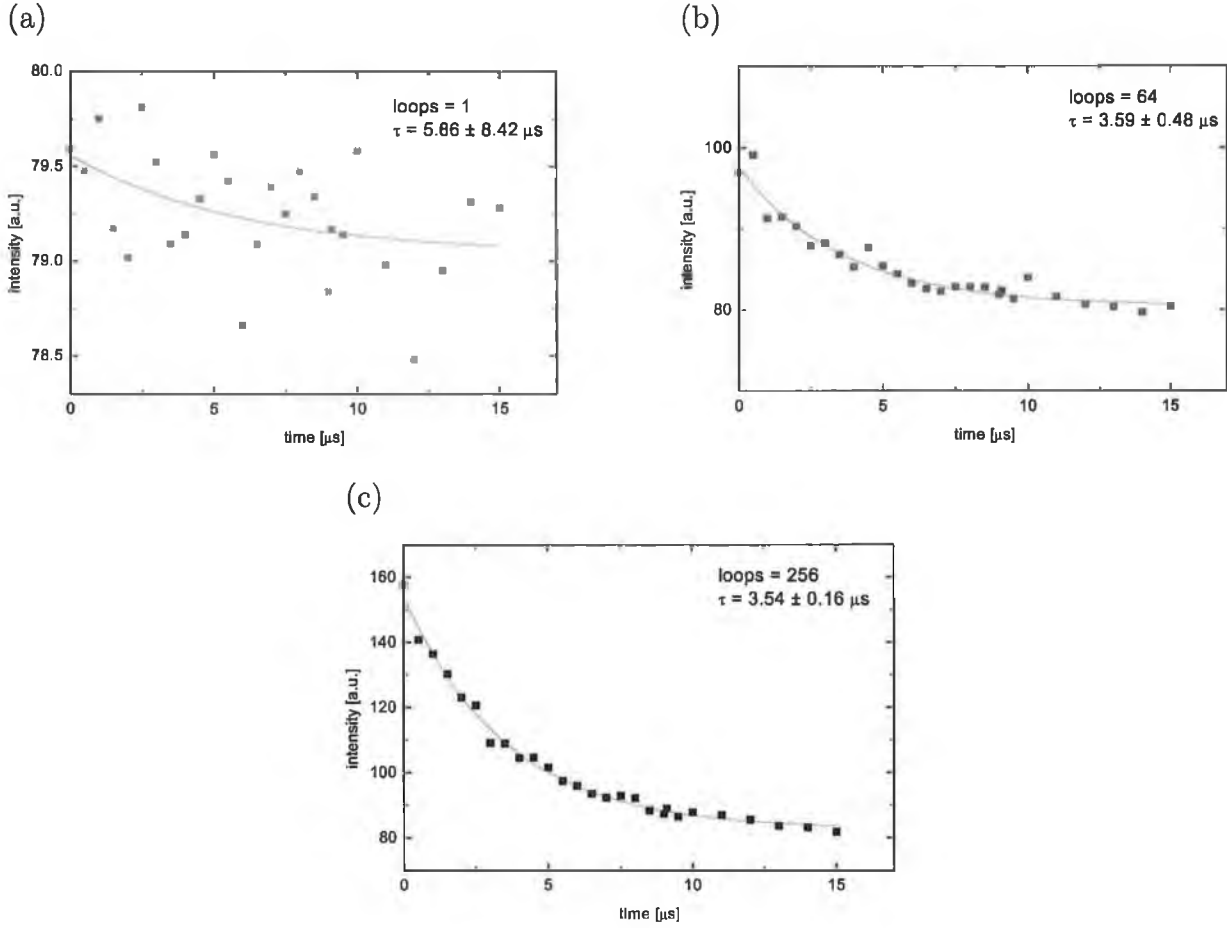 (a)
80.0
79.5
79.0
78.5
0
5
10
15
intensity [a.u.]
time [μs]
loops = 1
τ = 5.86 ± 8.42 μs
(b)
100
80
0
5
10
15
intensity [a.u.]
time [μs]
loops = 64
τ = 3.59 ± 0.48 μs
(c)
160
140
120
100
80
0
5
10
15
intensity [a.u.]
time [μs]
loops = 256
τ = 3.54 ± 0.16 μs